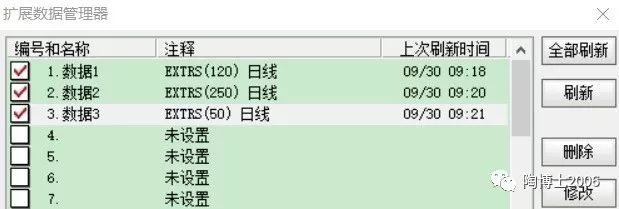 扩展数据管理器
编号和名称 注释 上次刷新时间 全部刷新
1.数据1 EXTRS(120) 日线 09/30 09:18
2.数据2 EXTRS(250) 日线 09/30 09:20 刷新
3.数据3 EXTRS(50) 日线 09/30 09:21
4. 未设置
5. 未设置 删除
6. 未设置
7. 未设置 修改
陶博士2006